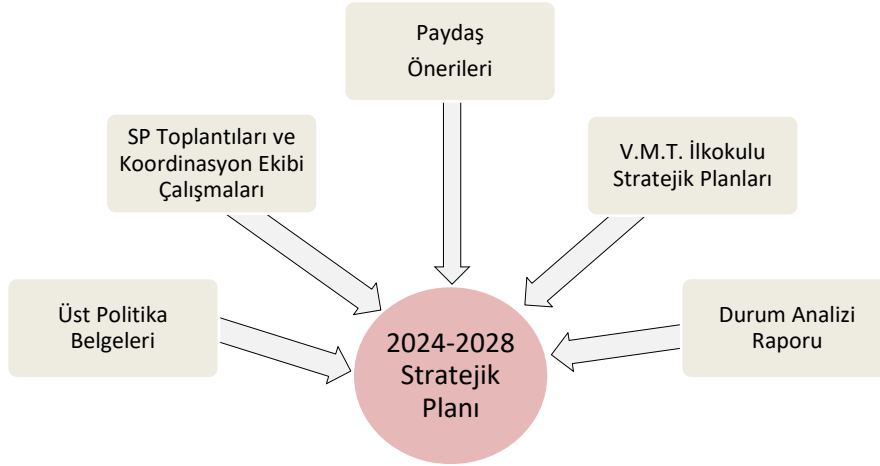 Paydaş
Önerileri
SP Toplantıları ve
Koordinasyon Ekibi
Çalışmaları
V.M.T. İlkokulu
Stratejik Planları
Üst Politika
Belgeleri
Durum Analizi
Raporu
2024-2028
Stratejik
Planı